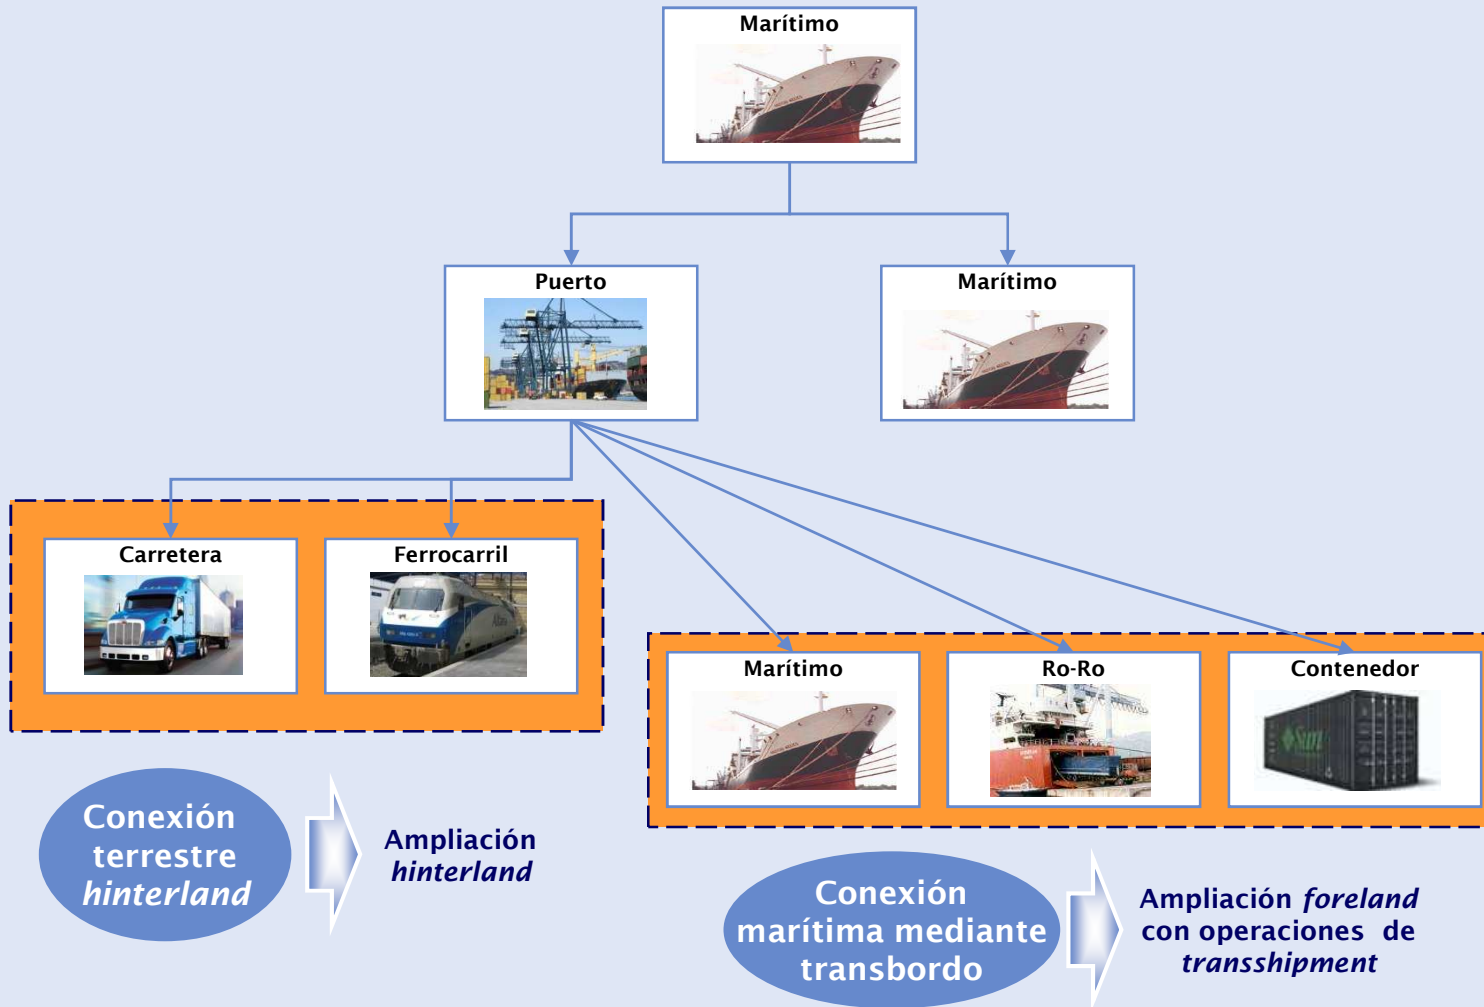 Marítimo
Puerto
Marítimo
Carretera
Ferrocarril
Marítimo
Ro-Ro
Contenedor
Sun
Conexión
terrestre
hinterland
Ampliación
hinterland
Conexión
marítima mediante
transbordo
Ampliación foreland
con operaciones de
transshipment